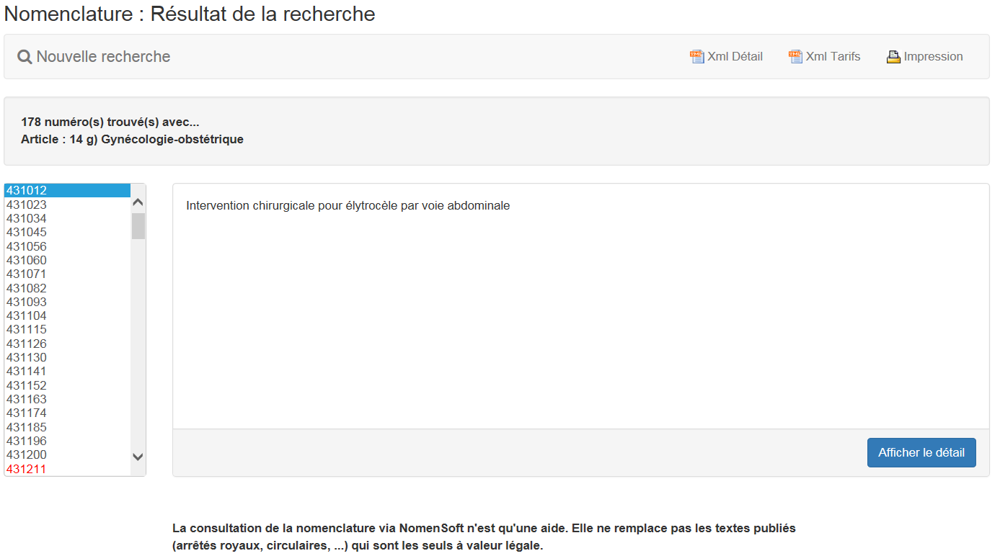 Nomenclature : Résultat de la recherche
Nouvelle recherche
Xml Détail
Xml Tarifs
Impression
178 numéro(s) trouvé(s) avec...
Article : 14 g) Gynécologie-obstétrique
431012
431023
431034
431045
431056
431060
431071
431082
431093
431104
431115
431126
431130
431141
431152
431163
431174
431185
431196
431200
431211
Intervention chirurgicale pour élytrocèle par voie abdominale
Afficher le détail
La consultation de la nomenclature via NomenSoft n'est qu'une aide. Elle ne remplace pas les textes publiés
(arrêtés royaux, circulaires, ...) qui sont les seuls à valeur légale.